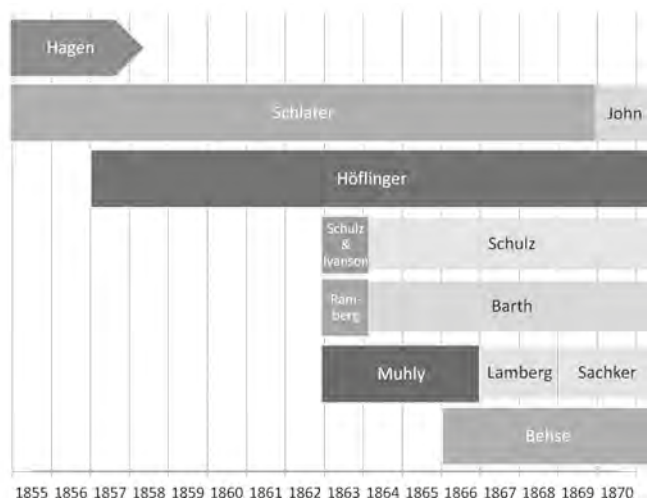 Hagen
Schlater John
Höflinger
Schulz
&
Ivanson
Schulz
Ram-
berg
Barth
Muhly Lamberg Sachker
Behse
1855 1856 1857 1858 1859 1860 1861 1862 1863 1864 1865 1866 1867 1868 1869 1870